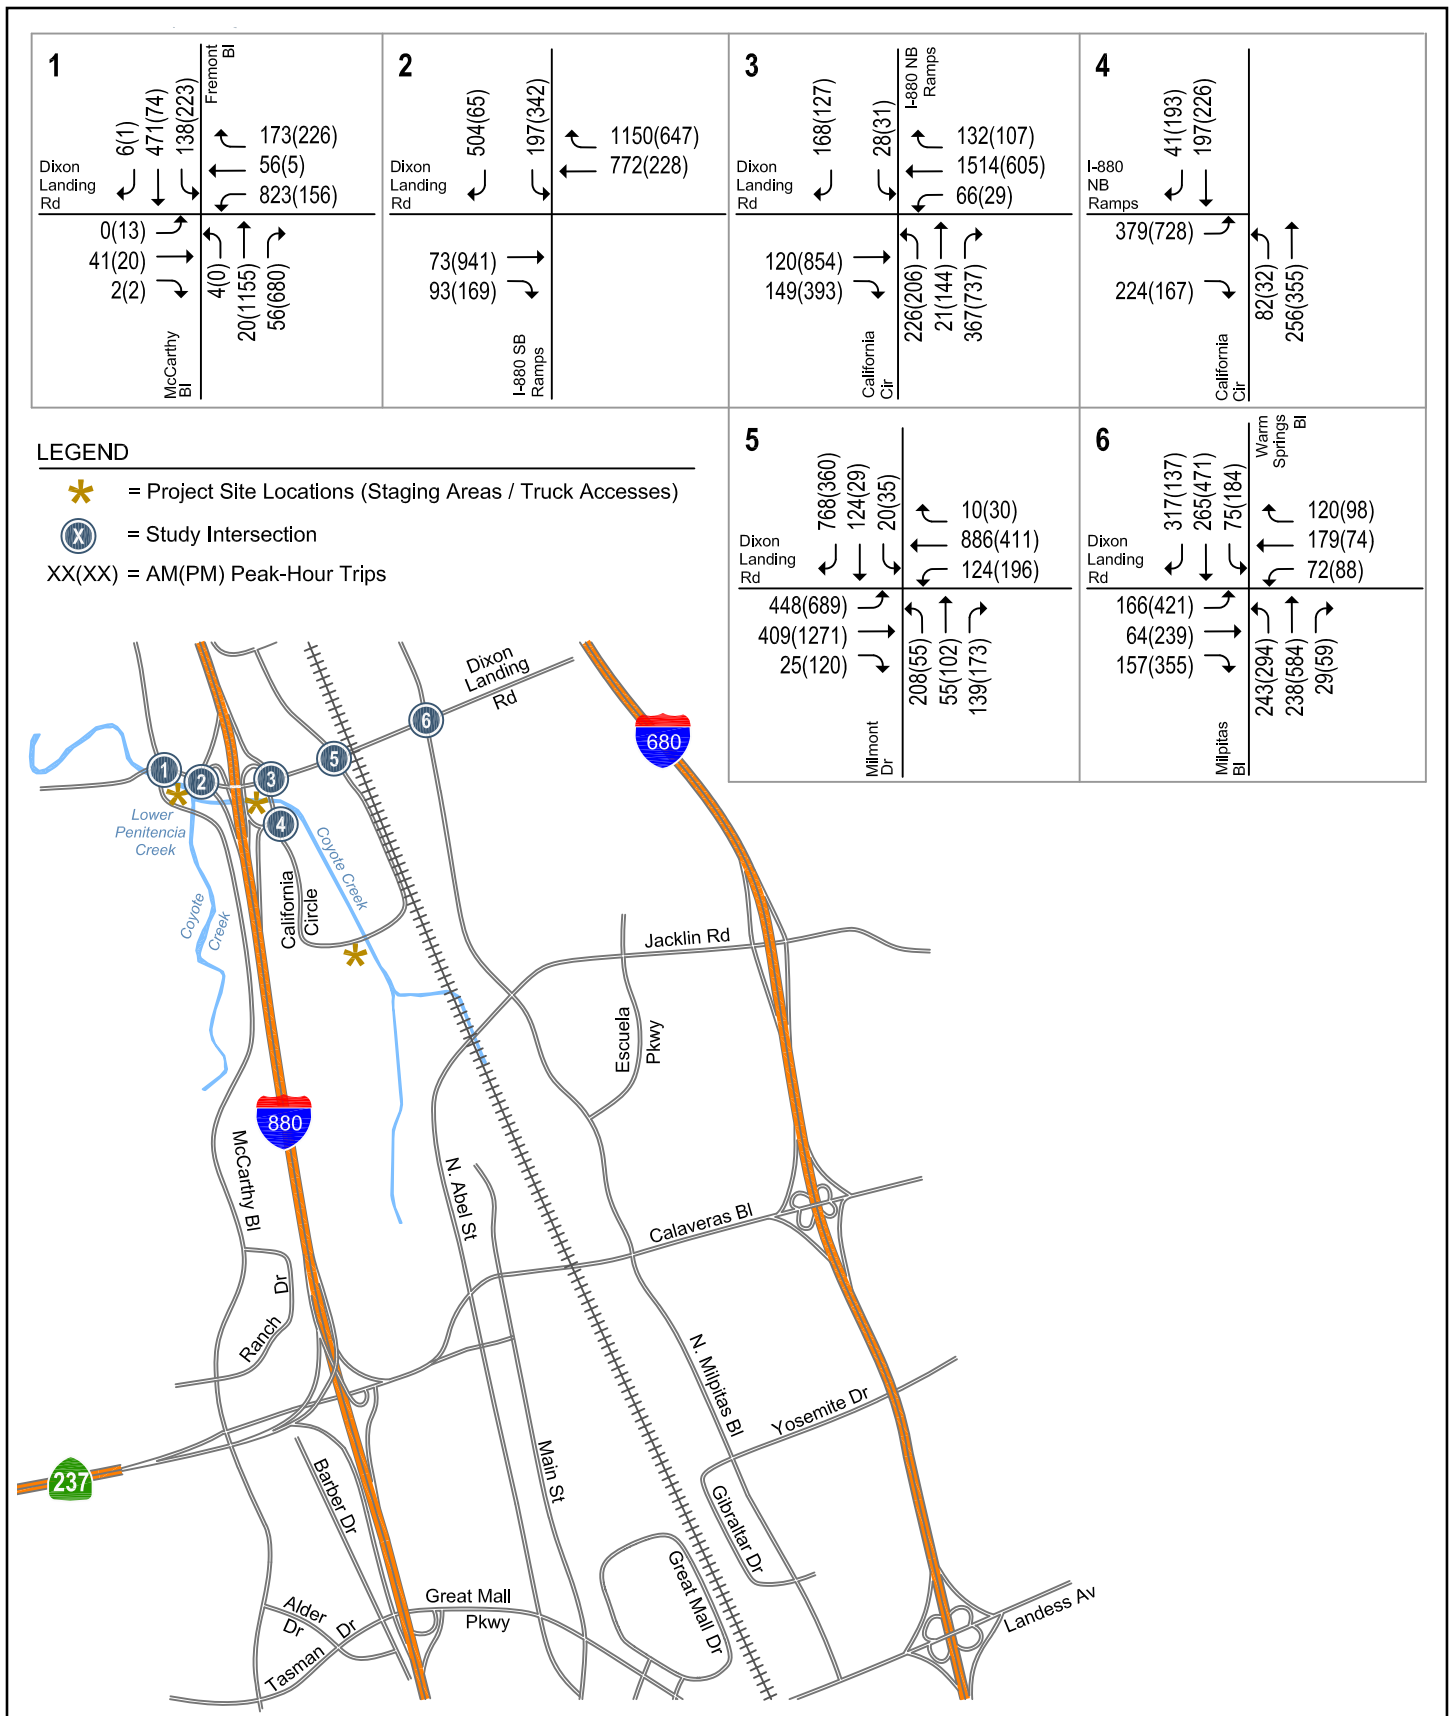 1
Fremont
Bl
6(1)
471(74)
138(223)
173(226)
56(5)
823(156)
Dixon
Landing
Rd
0(13)
41(20)
2(2)
4(0)
20(1155)
56(680)
McCarthy
Bl
2
504(65)
197(342)
1150(647)
772(228)
Dixon
Landing
Rd
73(941)
93(169)
I-880 SB
Ramps
3
I-880 NB
Ramps
168(127)
28(31)
132(107)
1514(605)
66(29)
Dixon
Landing
Rd
120(854)
149(393)
226(206)
21(144)
367(737)
California
Cir
4
41(193)
197(226)
I-880
NB
Ramps
379(728)
224(167)
82(32)
256(355)
California
Cir
LEGEND
= Project Site Locations (Staging Areas / Truck Accesses)
X = Study Intersection
XX(XX) = AM(PM) Peak-Hour Trips
5
768(360)
124(29)
20(35)
10(30)
886(411)
124(196)
Dixon
Landing
Rd
448(689)
409(1271)
25(120)
208(55)
55(102)
139(173)
Milmont
Dr
6
Warm
Springs
Bl
317(137)
265(471)
75(184)
120(98)
179(74)
72(88)
Dixon
Landing
Rd
166(421)
64(239)
157(355)
243(294)
238(584)
29(59)
Milpitas
Bl
Dixon
Landing
Rd
1
2
3
4
5
6
680
Lower
Penitencia
Creek
Coyote Creek
Coyote
Creek
California
Circle
Jacklin Rd
Escuela
Pkwy
880
McCarthy Bl
N. Abel St
Calaveras Bl
Ranch
Dr
N. Milpitas Bl
Yosemite Dr
237
Barber Dr
Main St
Gibraltar Dr
Great Mall Dr
Alder
Dr
Tasman
Dr
Great Mall
Pkwy
Landess Av